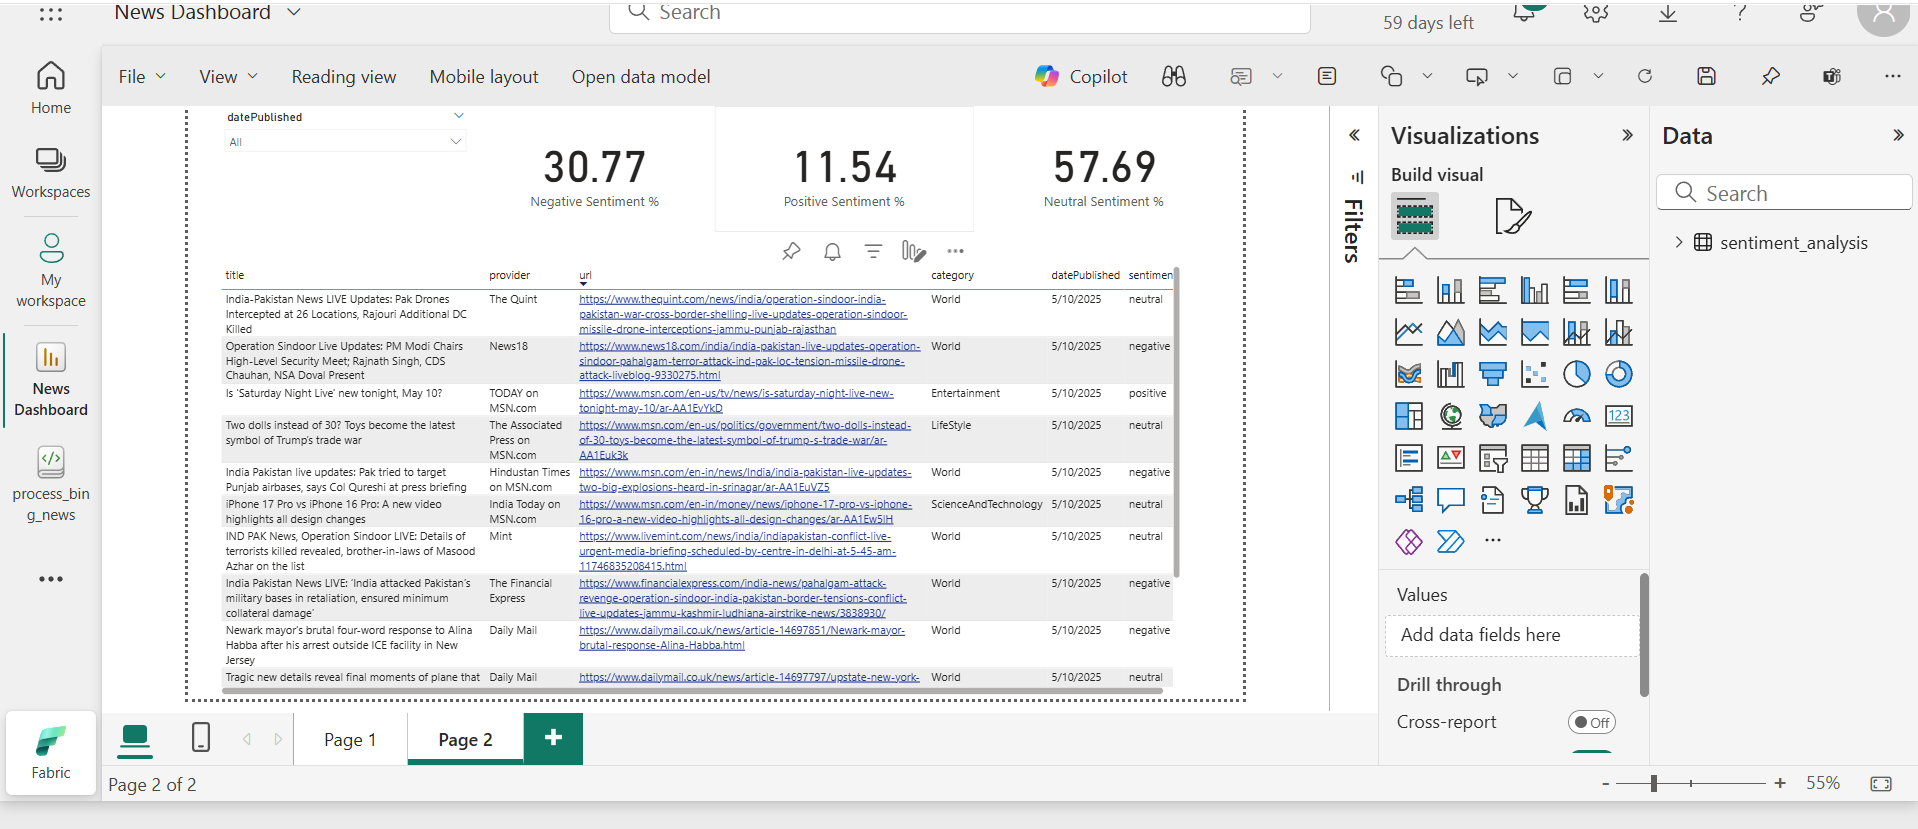 News Dashboard
Search
59 days left
File
View
Reading view
Mobile layout
Open data model
Copilot
Home
Workspaces
My
workspace
News
Dashboard
process_bin
g_news
Fabric
datePublished
All
30.77
Negative Sentiment %
11.54
Positive Sentiment %
57.69
Neutral Sentiment %
title provider url category datePublished sentimen
India-Pakistan News LIVE Updates: Pak Drones
Intercepted at 26 Locations, Rajouri Additional DC
Killed
The Quint
https://www.thequint.com/news/india/operation-sindoor-india-
pakistan-war-cross-border-shelling-live-updates-operation-sindoor-
missile-drone-interceptions-jammu-punjab-rajasthan
World
5/10/2025
neutral
Operation Sindoor Live Updates: PM Modi Chairs
High-Level Security Meet; Rajnath Singh, CDS
Chauhan, NSA Doval Present
News18
https://www.news18.com/india/india-pakistan-live-updates-operation-
sindoor-pahalgam-terror-attack-ind-pak-loc-tension-missile-drone-
attack-liveblog-9330275.html
World
5/10/2025
negative
Is 'Saturday Night Live' new tonight, May 10?
TODAY on
MSN.com
https://www.msn.com/en-us/tv/news/is-saturday-night-live-new-
tonight-may-10/ar-AA1EvYkD
Entertainment
5/10/2025
positive
Two dolls instead of 30? Toys become the latest
symbol of Trump's trade war
The Associated
Press on
MSN.com
https://www.msn.com/en-us/politics/government/two-dolls-instead-
of-30-toys-become-the-latest-symbol-of-trump-s-trade-war/ar-
AA1Euk3k
LifeStyle
5/10/2025
neutral
India Pakistan live updates: Pak tried to target
Punjab airbases, says Col Qureshi at press briefing
Hindustan Times
on MSN.com
https://www.msn.com/en-in/news/India/india-pakistan-live-updates-
two-big-explosions-heard-in-srinagar/ar-AA1EuVZ5
World
5/10/2025
negative
iPhone 17 Pro vs iPhone 16 Pro: A new video
highlights all design changes
India Today on
MSN.com
https://www.msn.com/en-in/money/news/iphone-17-pro-vs-iphone-
16-pro-a-new-video-highlights-all-design-changes/ar-AA1Ew5lH
ScienceAndTechnology
5/10/2025
neutral
IND PAK News, Operation Sindoor LIVE: Details of
terrorists killed revealed, brother-in-laws of Masood
Azhar on the list
Mint
https://www.livemint.com/news/india/indiapakistan-conflict-live-
urgent-media-briefing-scheduled-by-centre-in-delhi-at-5-45-am-
11746835208415.html
World
5/10/2025
neutral
India Pakistan News LIVE: 'India attacked Pakistan's
military bases in retaliation, ensured minimum
collateral damage'
The Financial
Express
https://www.financialexpress.com/india-news/pahalgam-attack-
revenge-operation-sindoor-india-pakistan-border-tensions-conflict-
live-updates-jammu-kashmir-ludhiana-airstrike-news/3838930/
World
5/10/2025
negative
Newark mayor's brutal four-word response to Alina
Habba after his arrest outside ICE facility in New
Jersey
Daily Mail
https://www.dailymail.co.uk/news/article-14697851/Newark-mayor-
brutal-response-Alina-Habba.html
World
5/10/2025
negative
Tragic new details reveal final moments of plane that
Daily Mail
https://www.dailymail.co.uk/news/article-14697797/upstate-new-york-
World
5/10/2025
neutral
Filters
Visualizations
Build visual
123
Values
Add data fields here
Drill through
Cross-report
Off
Data
Search
sentiment_analysis
Page 1
Page 2
Page 2 of 2
- + 55%